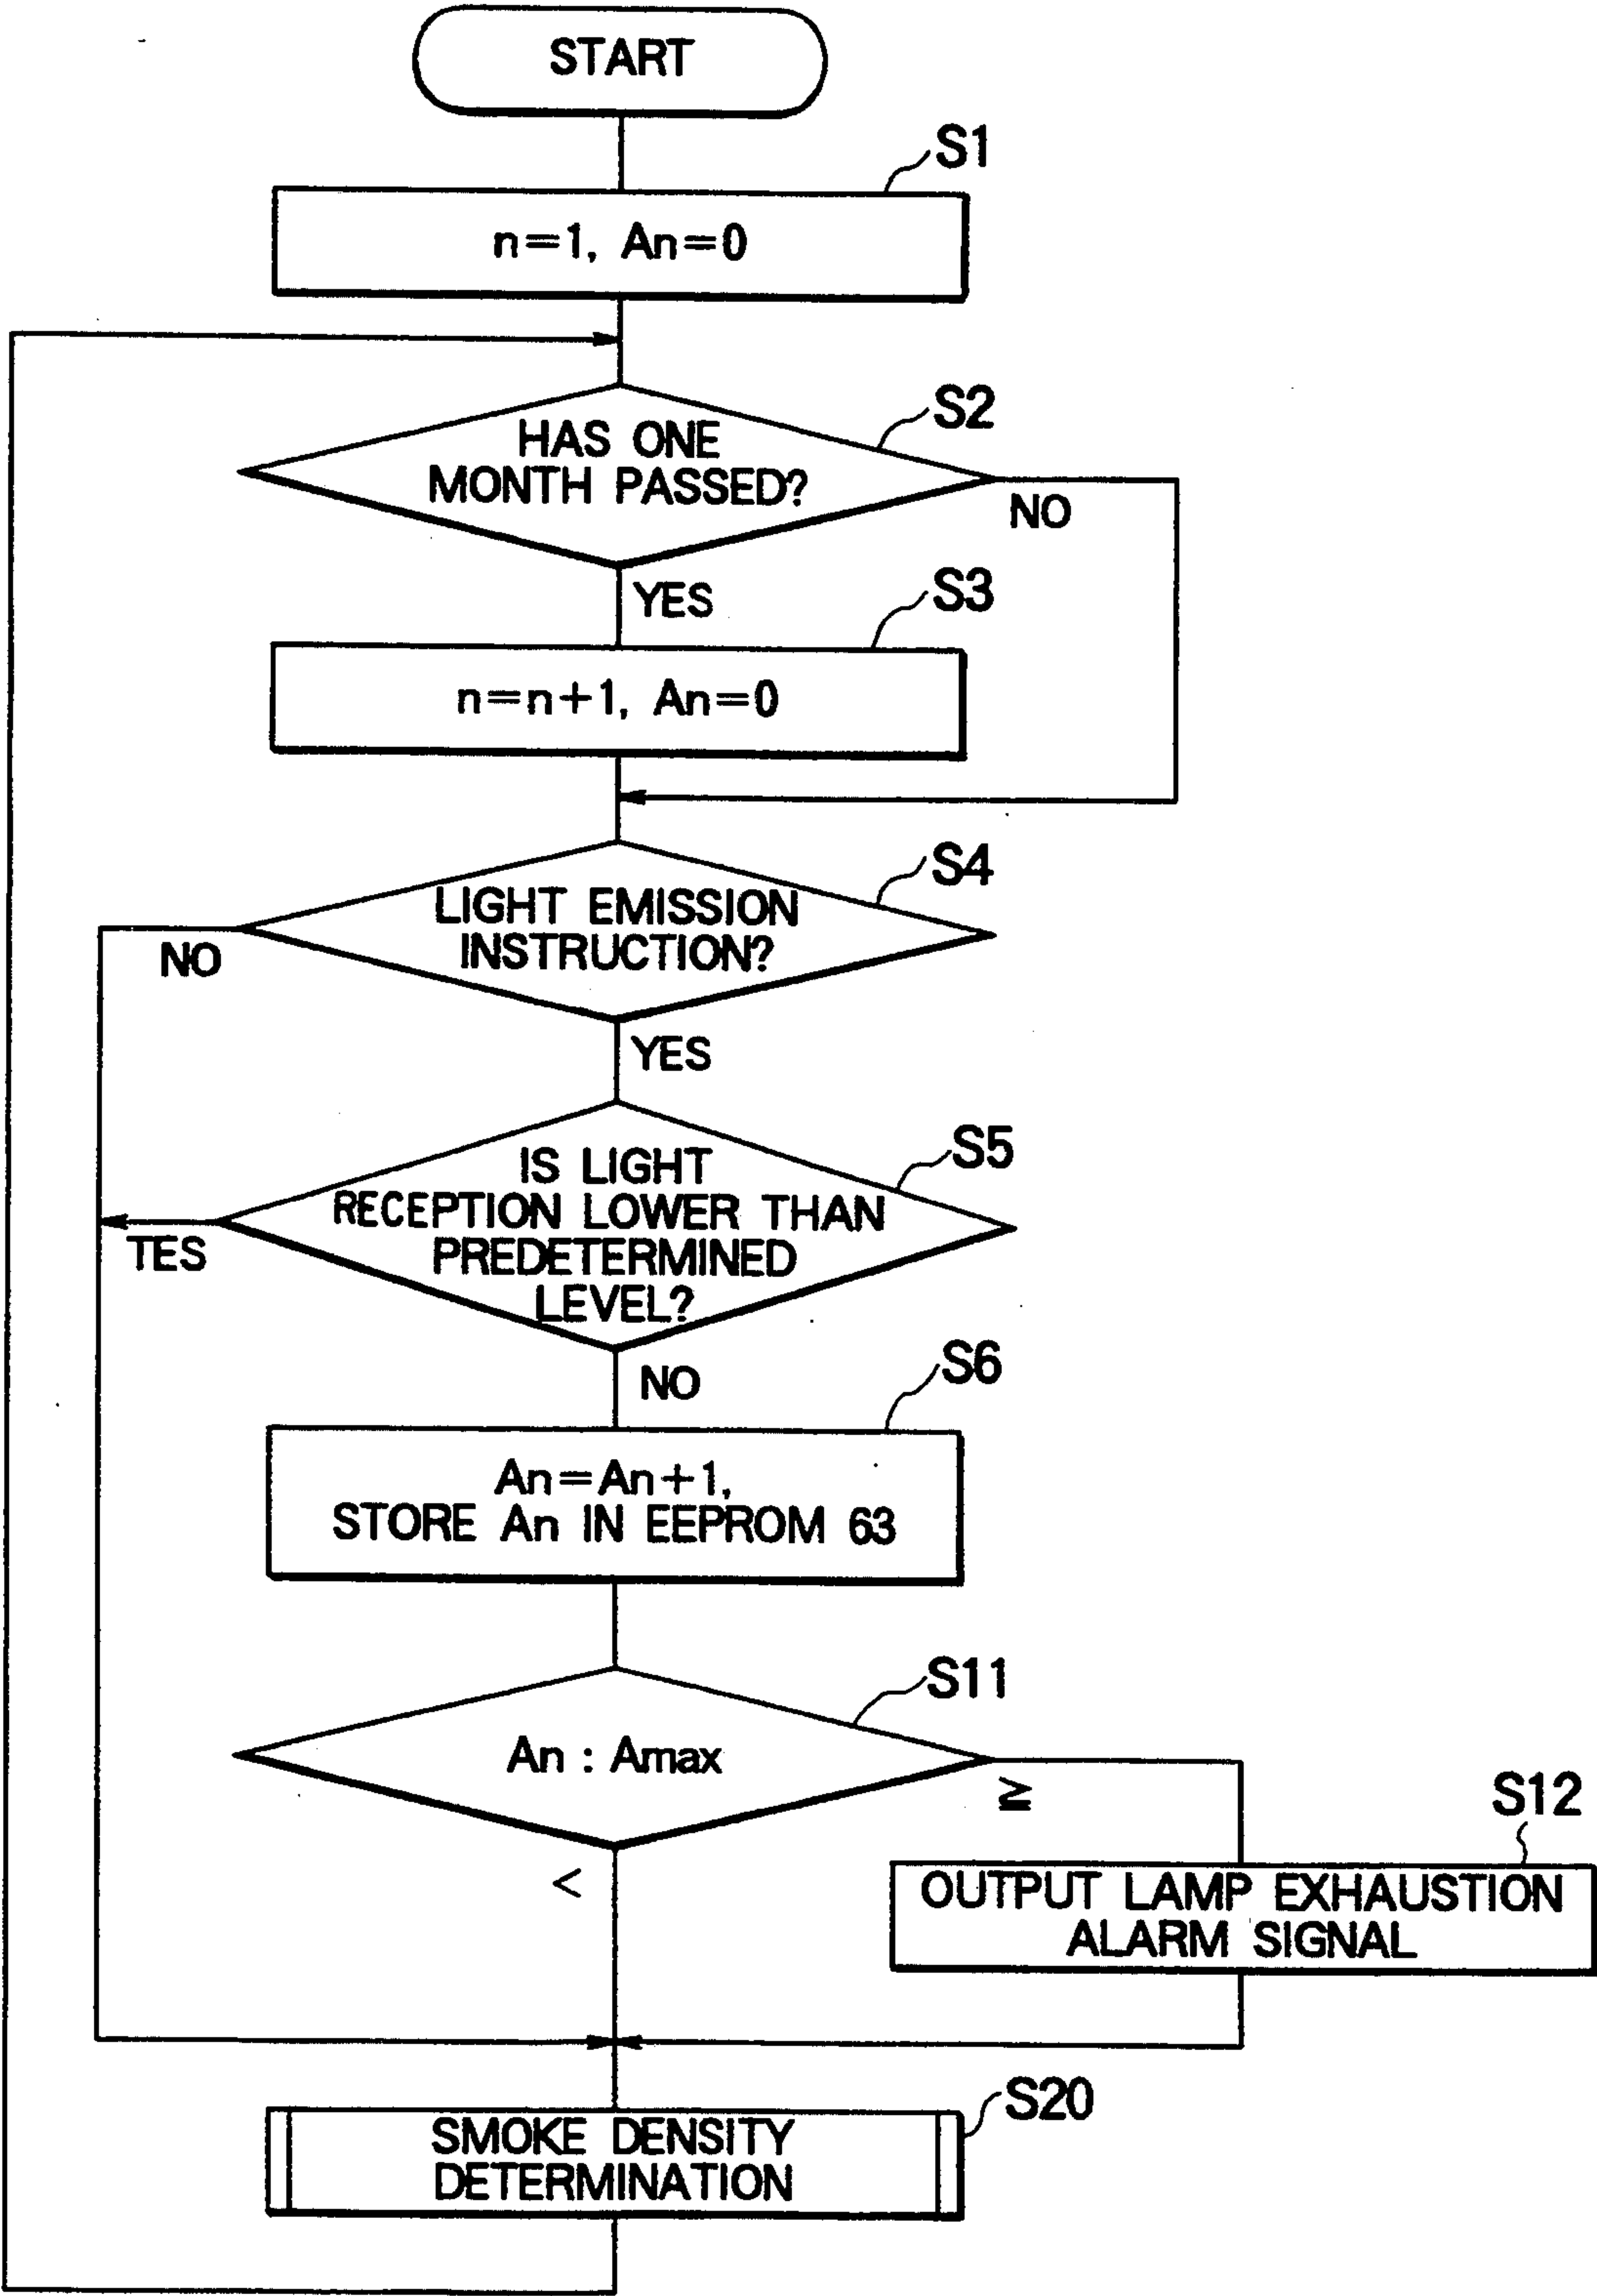 START
S1
n=1, An=0
S2
HAS ONE
MONTH PASSED?
NO
YES
S3
n=n+1, An=0
S4
LIGHT EMISSION
INSTRUCTION?
NO
YES
S5
IS LIGHT
RECEPTION LOWER THAN
PREDETERMINED
LEVEL?
TES
NO
S6
An=An+1,
STORE An IN EEPROM 63
S11
An : Amax
≧
<
S12
OUTPUT LAMP EXHAUSTION
ALARM SIGNAL
S20
SMOKE DENSITY
DETERMINATION